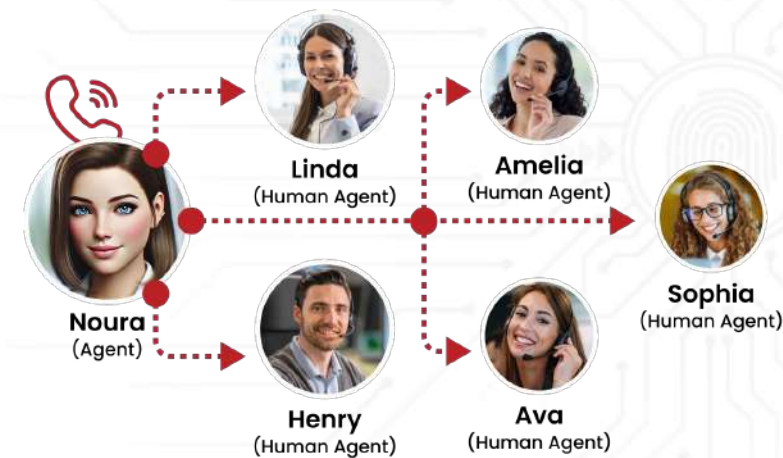 Linda
(Human Agent)
Amelia
(Human Agent)
Sophia
(Human Agent)
Noura
(Agent)
Henry
(Human Agent)
Ava
(Human Agent)